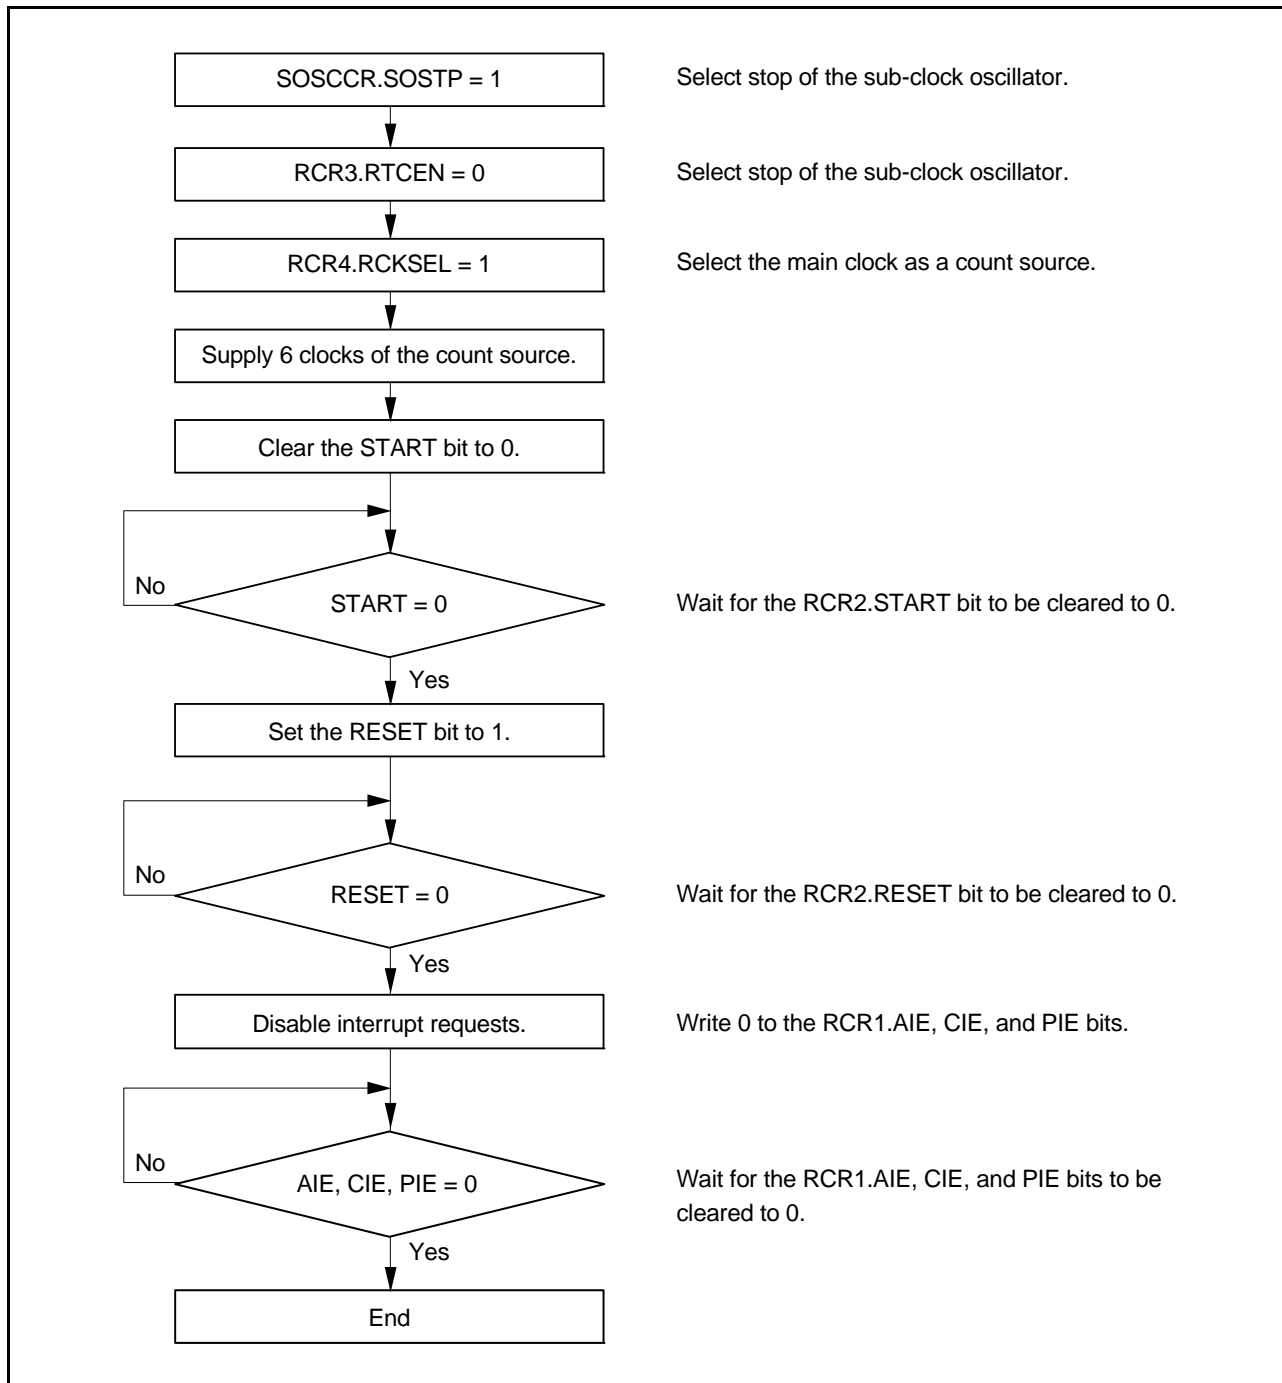 SOSCCR.SOSTP = 1
Select stop of the sub-clock oscillator.
RCR3.RTCEN = 0
Select stop of the sub-clock oscillator.
RCR4.RCKSEL = 1
Select the main clock as a count source.
Supply 6 clocks of the count source.
Clear the START bit to 0.
No
START = 0
Wait for the RCR2.START bit to be cleared to 0.
Yes
Set the RESET bit to 1.
No
RESET = 0
Wait for the RCR2.RESET bit to be cleared to 0.
Yes
Disable interrupt requests.
Write 0 to the RCR1.AIE, CIE, and PIE bits.
No
AIE, CIE, PIE = 0
Wait for the RCR1.AIE, CIE, and PIE bits to be
cleared to 0.
Yes
End